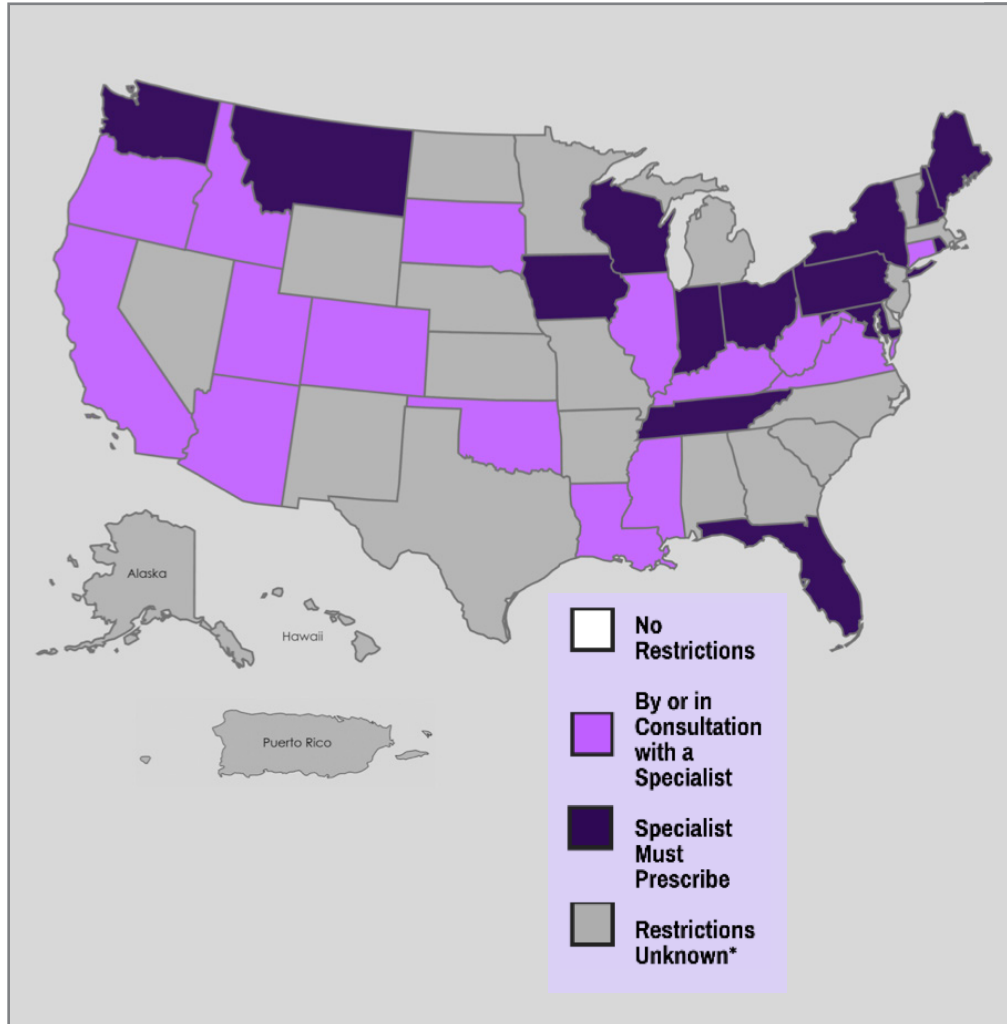 Alaska
Hawaii
Puerto Rico
No
Restrictions
By or in
Consultation
with a
Specialist
Specialist
Must
Prescribe
Restrictions
Unknown*